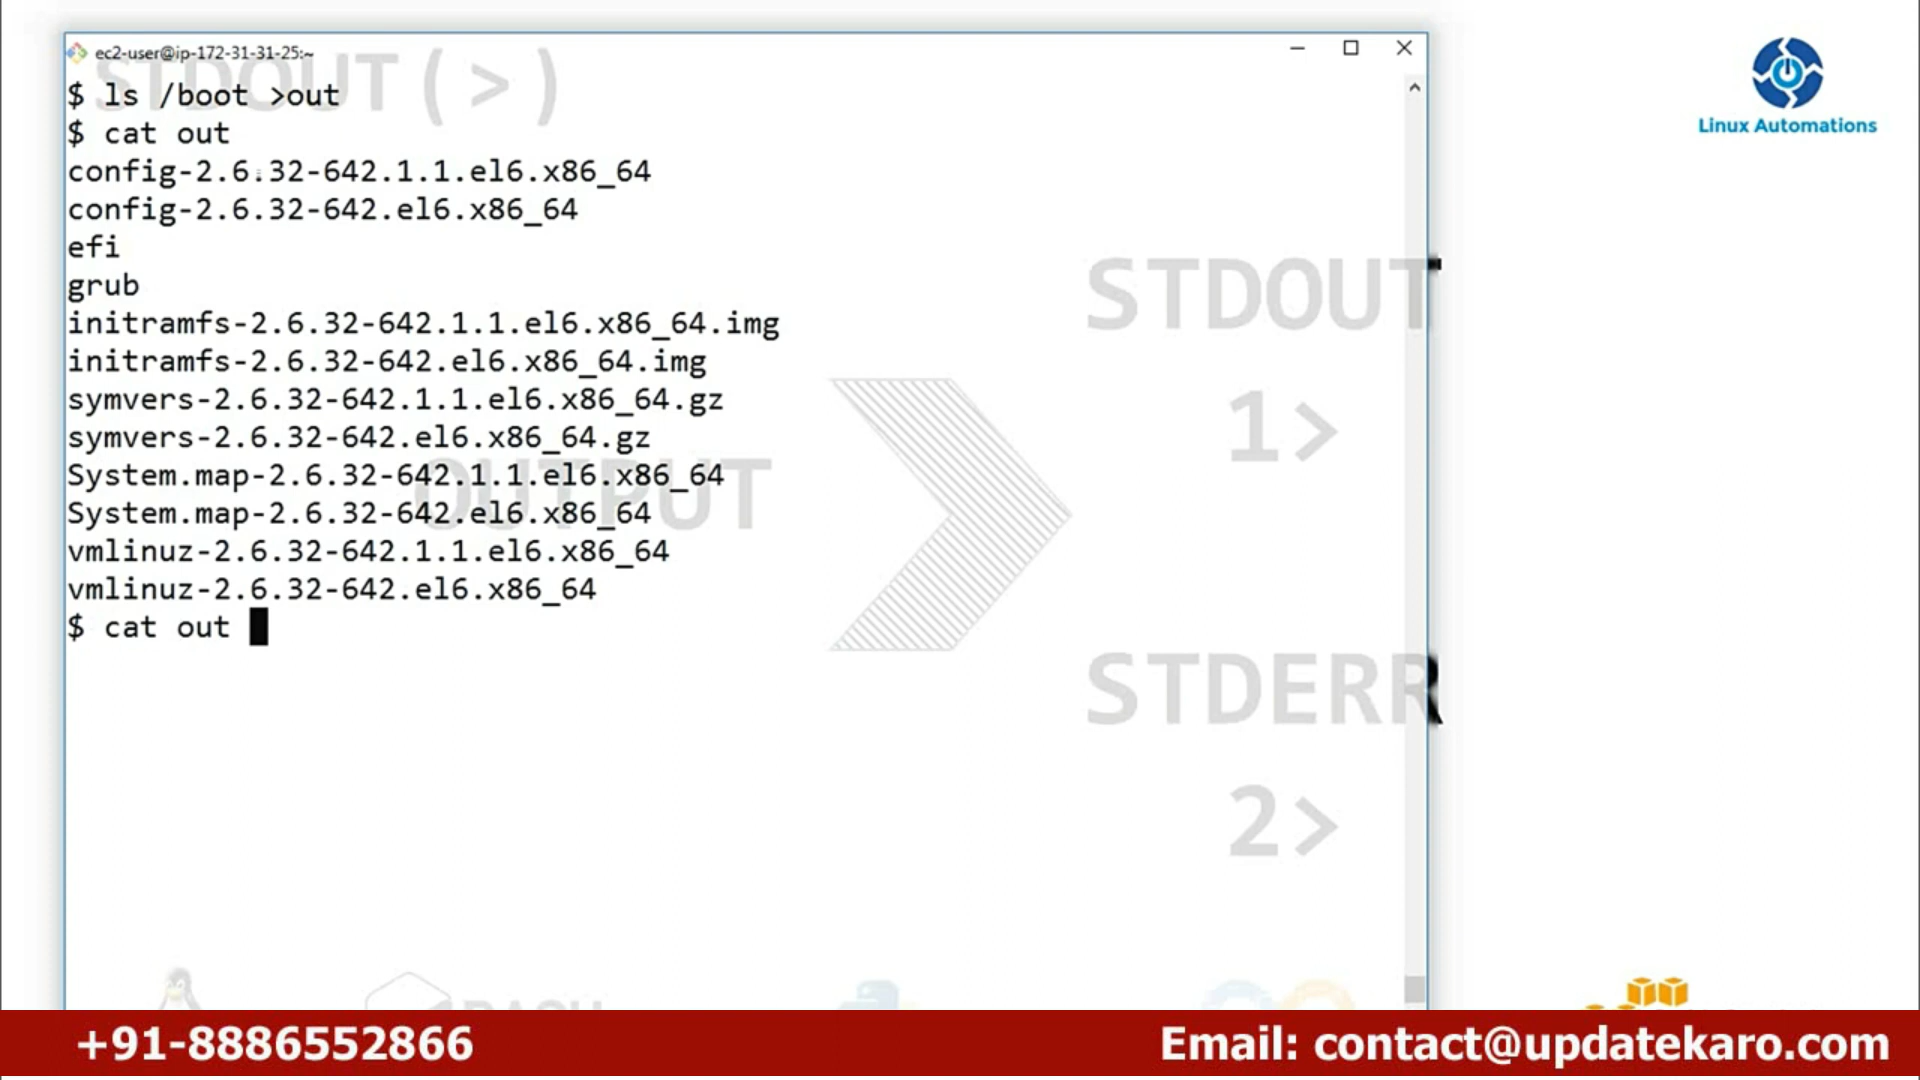 ec2-user@ip-172-31-31-25:~
STDOUT ( > )
$ ls /boot >out
$ cat out
config-2.6.32-642.1.1.el6.x86_64
config-2.6.32-642.el6.x86_64
efi
grub
initramfs-2.6.32-642.1.1.el6.x86_64.img
initramfs-2.6.32-642.el6.x86_64.img
symvers-2.6.32-642.1.1.el6.x86_64.gz
symvers-2.6.32-642.el6.x86_64.gz
System.map-2.6.32-642.1.1.el6.x86_64
System.map-2.6.32-642.el6.x86_64
vmlinuz-2.6.32-642.1.1.el6.x86_64
vmlinuz-2.6.32-642.el6.x86_64
$ cat out
OUTPUT
STDOUT
1>
STDERR
2>
Linux Automations
BASH
+91-8886552866
Email: contact@updatekaro.com